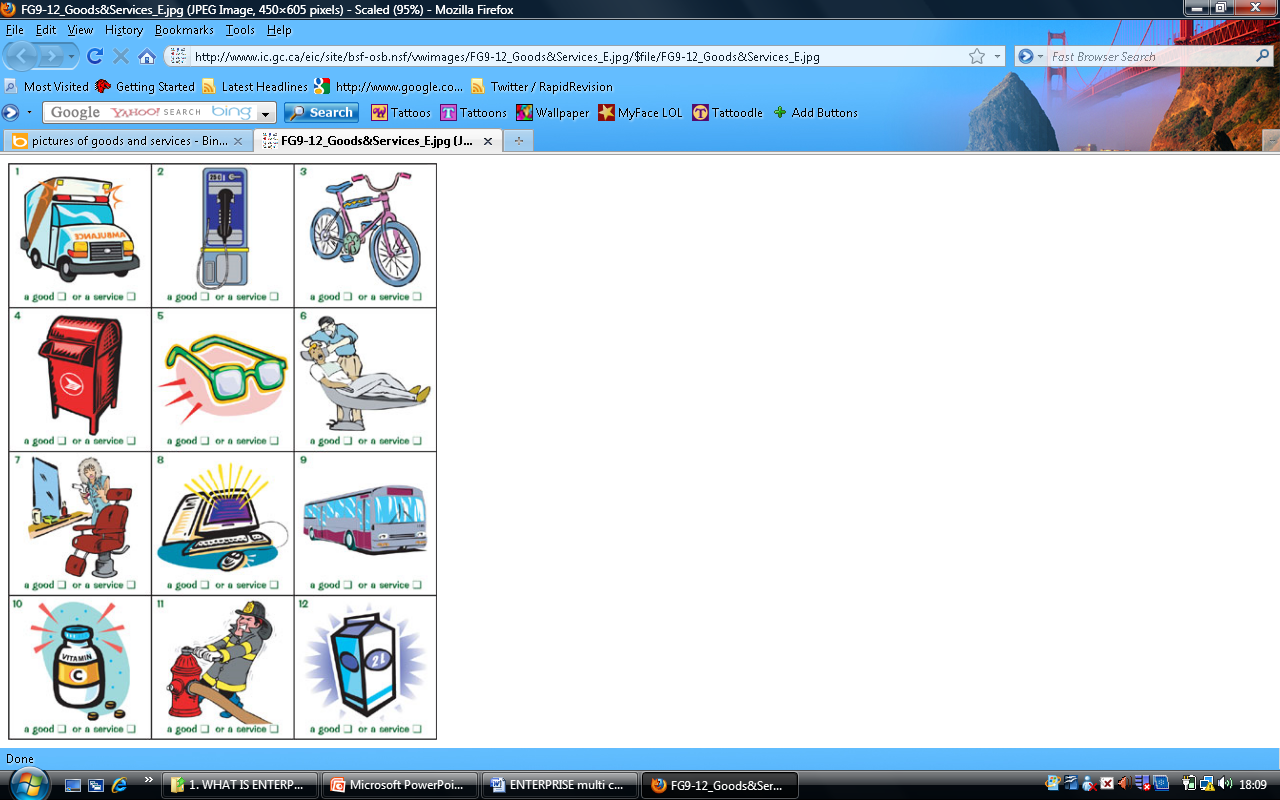 FG9-12_Goods&Services_E.jpg (JPEG Image, 450×605 pixels) - Scaled (95%) - Mozilla Firefox
File Edit View History Bookmarks Tools Help
http://www.ic.gc.ca/eic/site/bsf-osb.nsf/vwimages/FG9-12_Goods&Services_E.jpg/$file/FG9-12_Goods&Services_E.jpg
Fast Browser Search
Most Visited Getting Started Latest Headlines http://www.google.co... Twitter / RapidRevision
Google YAHOO! SEARCH bing Search Tattoos Tattoons Wallpaper MyFace LOL Tattoodle Add Buttons
pictures of goods and services - Bin... FG9-12_Goods&Services_E.jpg (J...
1 2 3
AMBULANCE
25¢
a good or a service a good or a service a good or a service
4 5 6
a good or a service a good or a service a good or a service
7 8 9
a good or a service a good or a service a good or a service
10 11 12
VITAMIN
C
2l
a good or a service a good or a service a good or a service
Done
1. WHAT IS ENTERP... Microsoft PowerPoi... ENTERPRISE multi c... FG9-12_Goods&Ser... 18:09